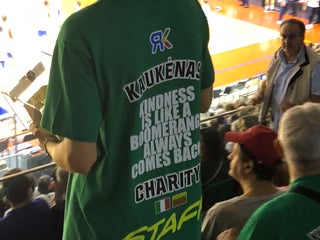 RK
KAUKĖNAS
KINDNESS
IS LIKE A
BOOMERANG
ALWAYS
COMES BACK
CHARITY
STAFF